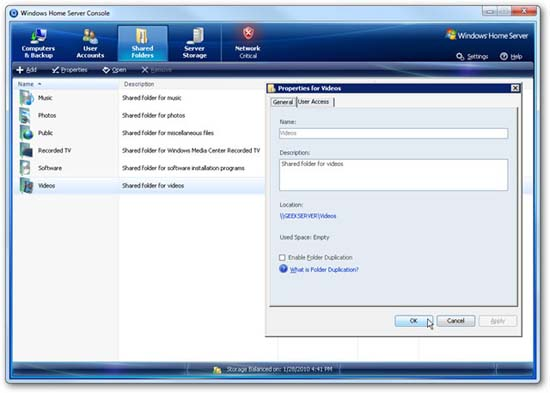 Windows Home Server Console
Computers & Backup
User Accounts
Shared Folders
Server Storage
Network
Critical
Windows Home Server
Settings
Help
Add
Properties
Open
Remove
Name
Description
Music
Shared folder for music
Photos
Shared folder for photos
Public
Shared folder for miscellaneous files
Recorded TV
Shared folder for Windows Media Center Recorded TV
Software
Shared folder for software installation programs
Videos
Shared folder for videos
Properties for Videos
General
User Access
Name:
Videos
Description:
Shared folder for videos
Location:
\\GEEKSERVER\Videos
Used Space: Empty
Enable Folder Duplication
What is Folder Duplication?
OK
Cancel
Apply
Storage Balanced on: 1/28/2010 4:41 PM